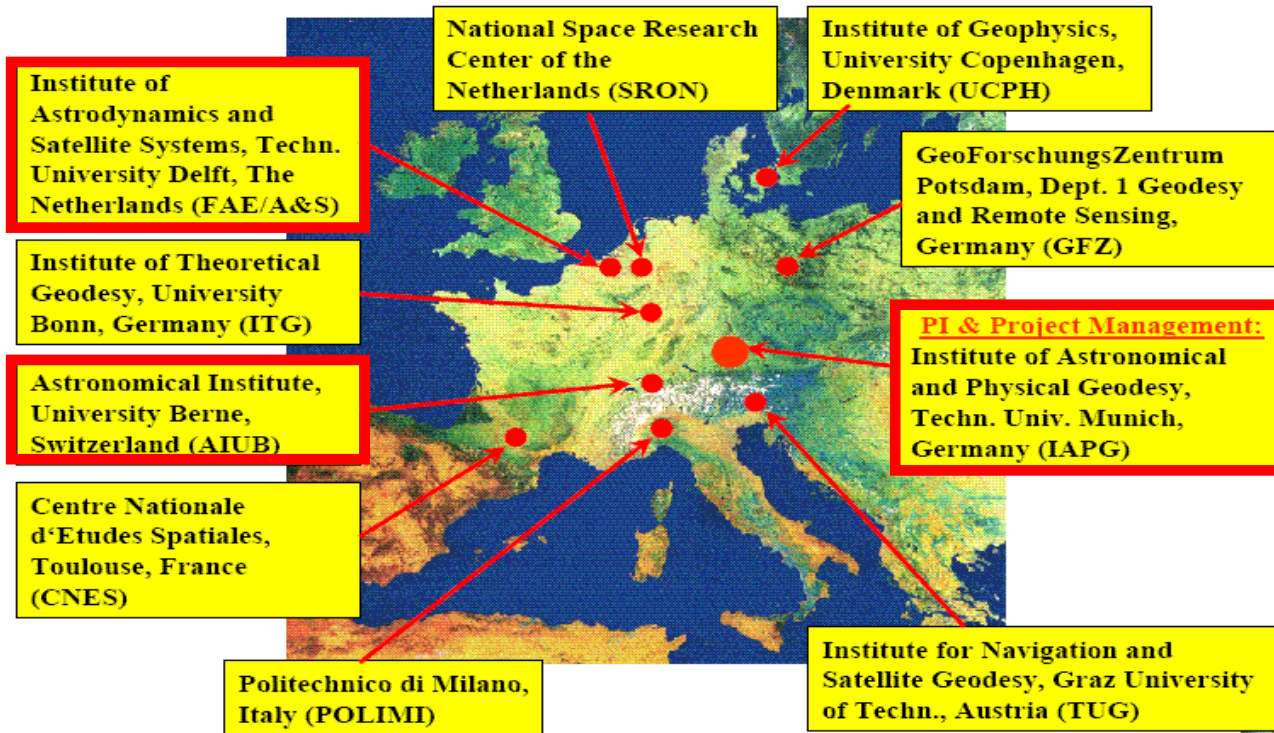 National Space Research
Center of the
Netherlands (SRON)
Institute of Geophysics,
University Copenhagen,
Denmark (UCPH)
Institute of
Astrodynamics and
Satellite Systems, Techn.
University Delft, The
Netherlands (FAE/A&S)
GeoForschungsZentrum
Potsdam, Dept. 1 Geodesy
and Remote Sensing,
Germany (GFZ)
Institute of Theoretical
Geodesy, University
Bonn, Germany (ITG)
PI & Project Management:
Institute of Astronomical
and Physical Geodesy,
Techn. Univ. Munich,
Germany (IAPG)
Astronomical Institute,
University Berne,
Switzerland (AIUB)
Centre Nationale
d‘Etudes Spatiales,
Toulouse, France
(CNES)
Politechnico di Milano,
Italy (POLIMI)
Institute for Navigation and
Satellite Geodesy, Graz University
of Techn., Austria (TUG)